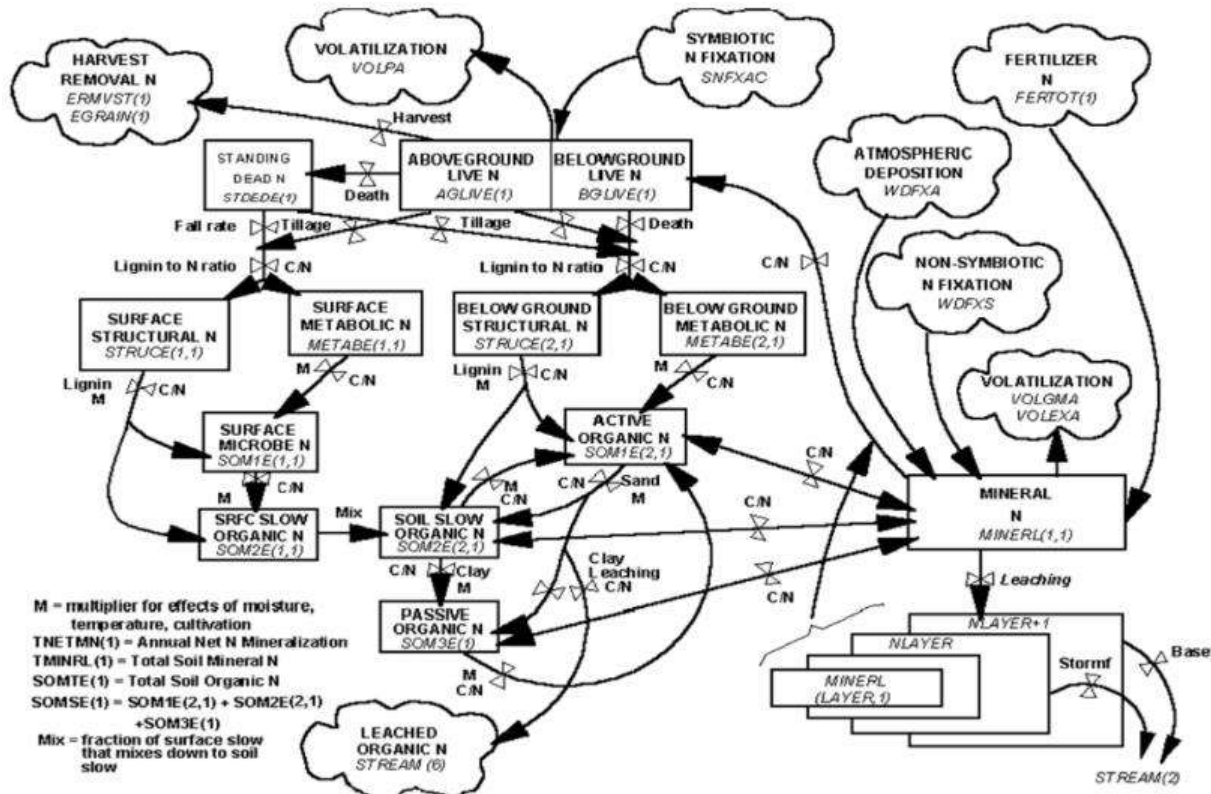 HARVEST
REMOVAL N
ERMVST(1)
EGRAIN(1)
VOLATILIZATION
VOLPA
SYMBIOTIC
N FIXATION
SNFXAC
FERTILIZER
N
FERTOT(1)
Harvest
STANDING
DEAD N
STDEDE(1)
Death
ABOVEGROUND
LIVE N
AGLIVE(1)
BELOWGROUND
LIVE N
BGLIVE(1)
ATMOSPHERIC
DEPOSITION
WDFXA
Fall rate
Tillage
Tillage
Death
Lignin to N ratio
C/N
Lignin to N ratio
C/N
C/N
NON-SYMBIOTIC
N FIXATION
WDFXS
SURFACE
STRUCTURAL N
STRUCE(1,1)
SURFACE
METABOLIC N
METABE(1,1)
BELOW GROUND
STRUCTURAL N
STRUCE(2,1)
BELOW GROUND
METABOLIC N
METABE(2,1)
Lignin
M
C/N
M
C/N
Lignin
M
C/N
M
C/N
VOLATILIZATION
VOLGMA
VOLEXA
SURFACE
MICROBE N
SOM1E(1,1)
ACTIVE
ORGANIC N
SOM1E(2,1)
C/N
M
C/N
M
C/N
C/N
Sand
M
C/N
MINERAL
N
MINERL(1,1)
SRFC SLOW
ORGANIC N
SOM2E(1,1)
Mix
SOIL SLOW
ORGANIC N
SOM2E(2,1)
C/N
Clay
M
Clay
Leaching
C/N
C/N
Leaching
PASSIVE
ORGANIC N
SOM3E(1)
M
C/N
M = multiplier for effects of moisture,
temperature, cultivation
TNETMN(1) = Annual Net N Mineralization
TMINRL(1) = Total Soil Mineral N
SOMTE(1) = Total Soil Organic N
SOMSE(1) = SOM1E(2,1) + SOM2E(2,1)
+SOM3E(1)
Mix = fraction of surface slow
that mixes down to soil
slow
LEACHED
ORGANIC N
STREAM (6)
NLAYER+1
NLAYER
MINERL
(LAYER,1)
Stormf
Base
STREAM(2)